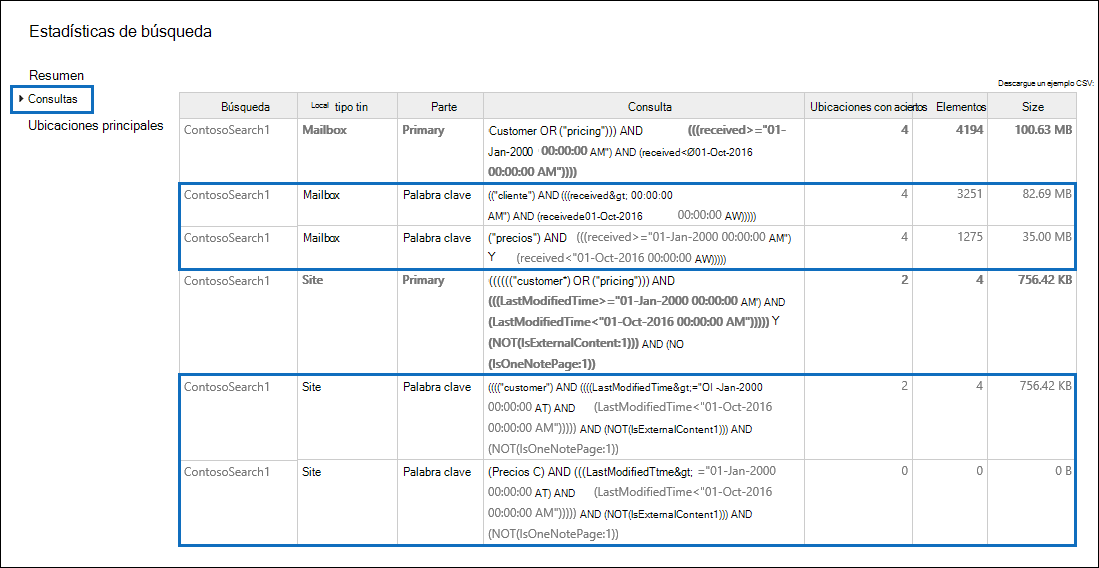 Estadísticas de búsqueda
Resumen
Consultas
Ubicaciones principales
Descargue un ejemplo CSV:
Búsqueda Local tipo tin Parte Consulta Ubicaciones con aciertos Elementos Size
ContosoSearch1 Mailbox Primary Customer OR ("pricing"))) AND (((received>="01- 4 4194 100.63 MB
Jan-2000 00:00:00 AM") AND (received<Ø01-Oct-2016
00:00:00 AM"))))
ContosoSearch1 Mailbox Palabra clave (("cliente") AND (((received&gt; 00:00:00 4 3251 82.69 MB
AM") AND (receivede01-Oct-2016 00:00:00 AW)))))
ContosoSearch1 Mailbox Palabra clave ("precios") AND (((received>="01-Jan-2000 00:00:00 AM") 4 1275 35.00 MB
Y (received<"01-Oct-2016 00:00:00 AW)))))
ContosoSearch1 Site Primary (((((("customer*) OR ("pricing"))) AND 2 4 756.42 KB
(((LastModifiedTime>="01-Jan-2000 00:00:00 AM') AND
(LastModifiedTime<"01-Oct-2016 00:00:00 AM"))))) Y
(NOT(IsExternalContent:1))) AND (NO
(IsOneNotePage:1))
ContosoSearch1 Site Palabra clave (((("customer") AND ((((LastModifiedTime&gt;="OI -Jan-2000 2 4 756.42 KB
00:00:00 AT) AND (LastModifiedTime<"01-Oct-2016
00:00:00 AM"))))) AND (NOT(IsExternalContent1))) AND
(NOT(IsOneNotePage:1))
ContosoSearch1 Site Palabra clave (Precios C) AND (((LastModifiedTtme&gt; ="01-Jan-2000 0 0 0 B
00:00:00 AT) AND (LastModifiedTime<"01-Oct-2016
00:00:00 AM"))))) AND (NOT(IsExternalContent1))) AND
(NOT(IsOneNotePage:1))